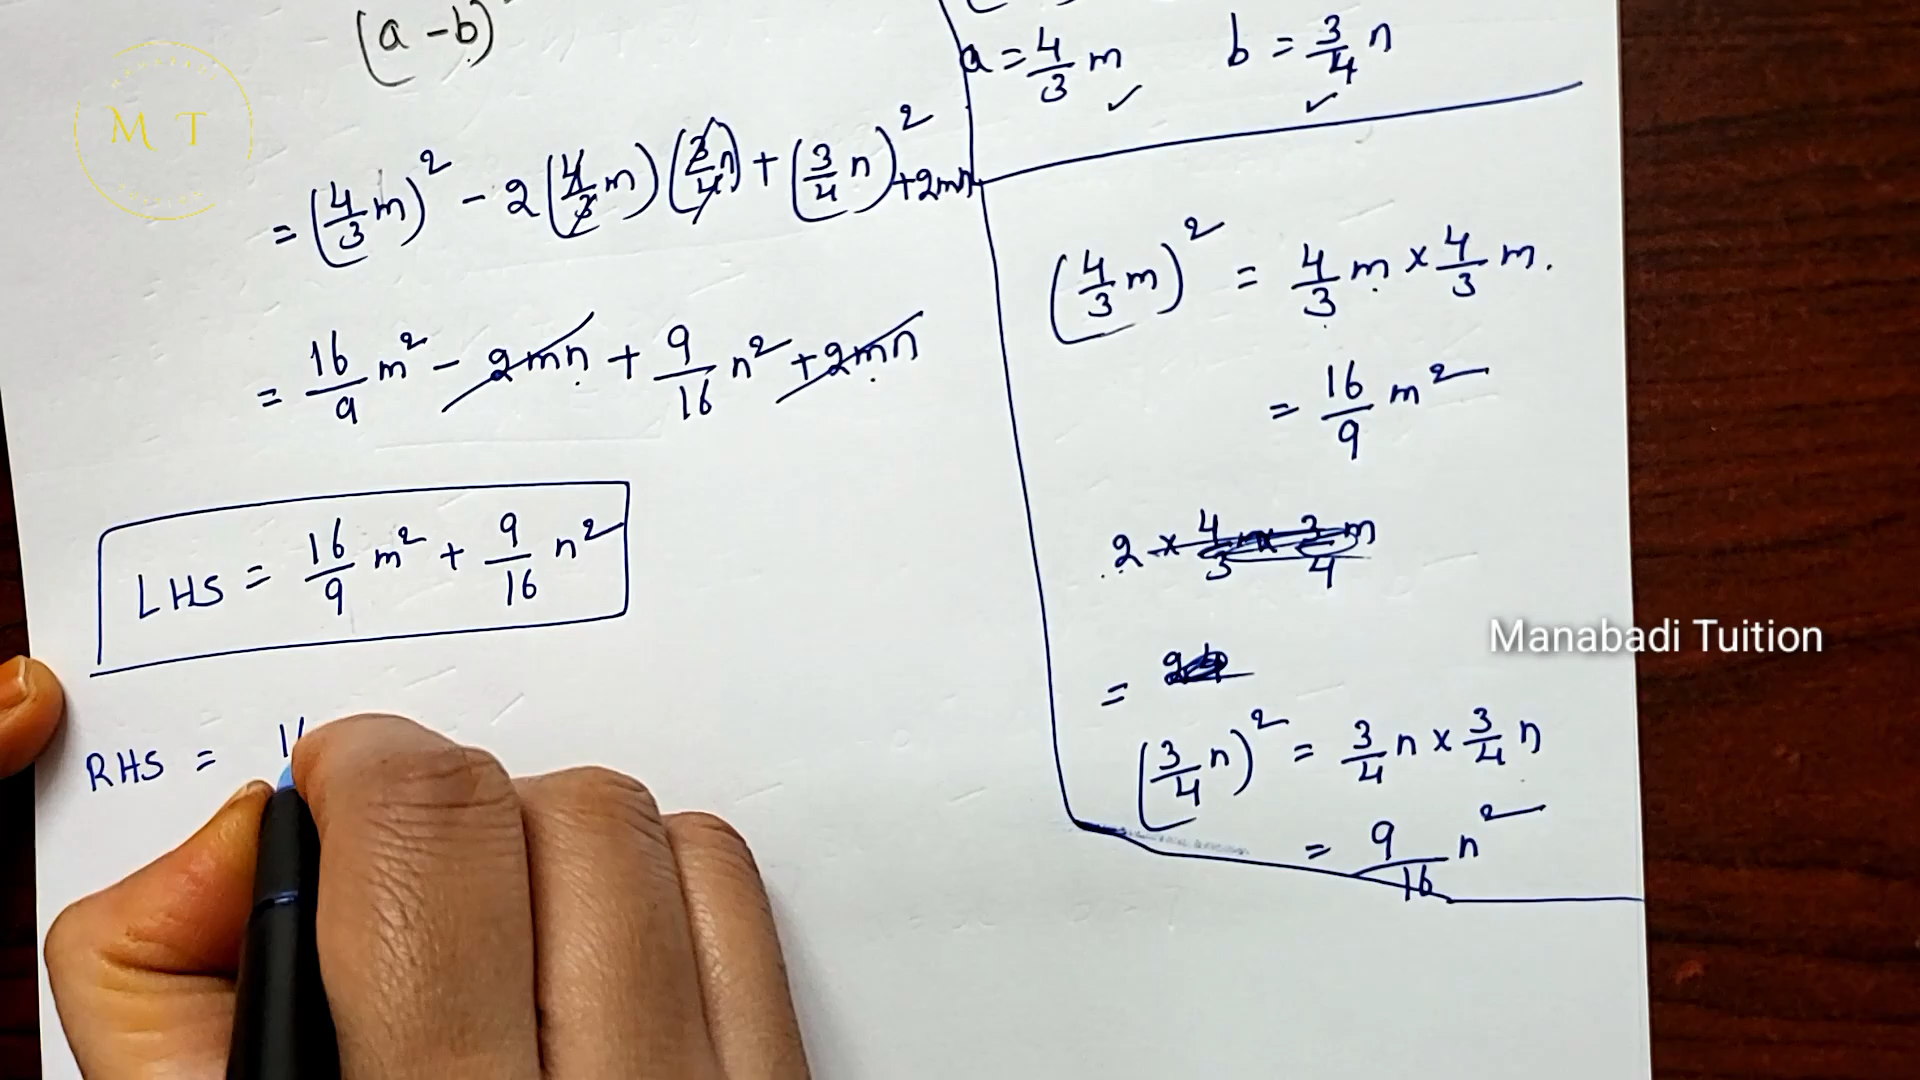 (a - b)
a = 4/3 m b = 3/4 n
M T
= (4/3 m)² - 2 (4/3 m) (3/4 n) + (3/4 n)² + 2mn
= 16/9 m² - 2mn + 9/16 n² + 2mn
LHS = 16/9 m² + 9/16 n²
RHS =
(4/3 m)² = 4/3 m × 4/3 m.
= 16/9 m²
2 × 4/3 m × 3/4 m
=
(3/4 n)² = 3/4 n × 3/4 n
= 9/16 n²
Manabadi Tuition